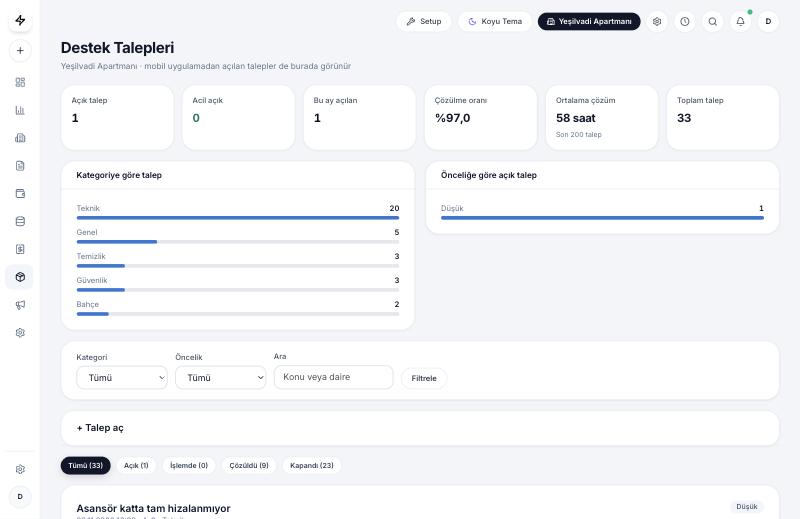 Setup
Koyu Tema
Yeşilvadi Apartmanı
D
Destek Talepleri
Yeşilvadi Apartmanı · mobil uygulamadan açılan talepler de burada görünür
Açık talep
1
Acil açık
0
Bu ay açılan
1
Çözülme oranı
%97,0
Ortalama çözüm
58 saat
Son 200 talep
Toplam talep
33
Kategoriye göre talep
Teknik 20
Genel 5
Temizlik 3
Güvenlik 3
Bahçe 2
Önceliğe göre açık talep
Düşük 1
Kategori
Tümü
Öncelik
Tümü
Ara
Konu veya daire
Filtrele
+ Talep aç
Tümü (33)
Açık (1)
İşlemde (0)
Çözüldü (9)
Kapandı (23)
Asansör katta tam hizalanmıyor
Düşük
D